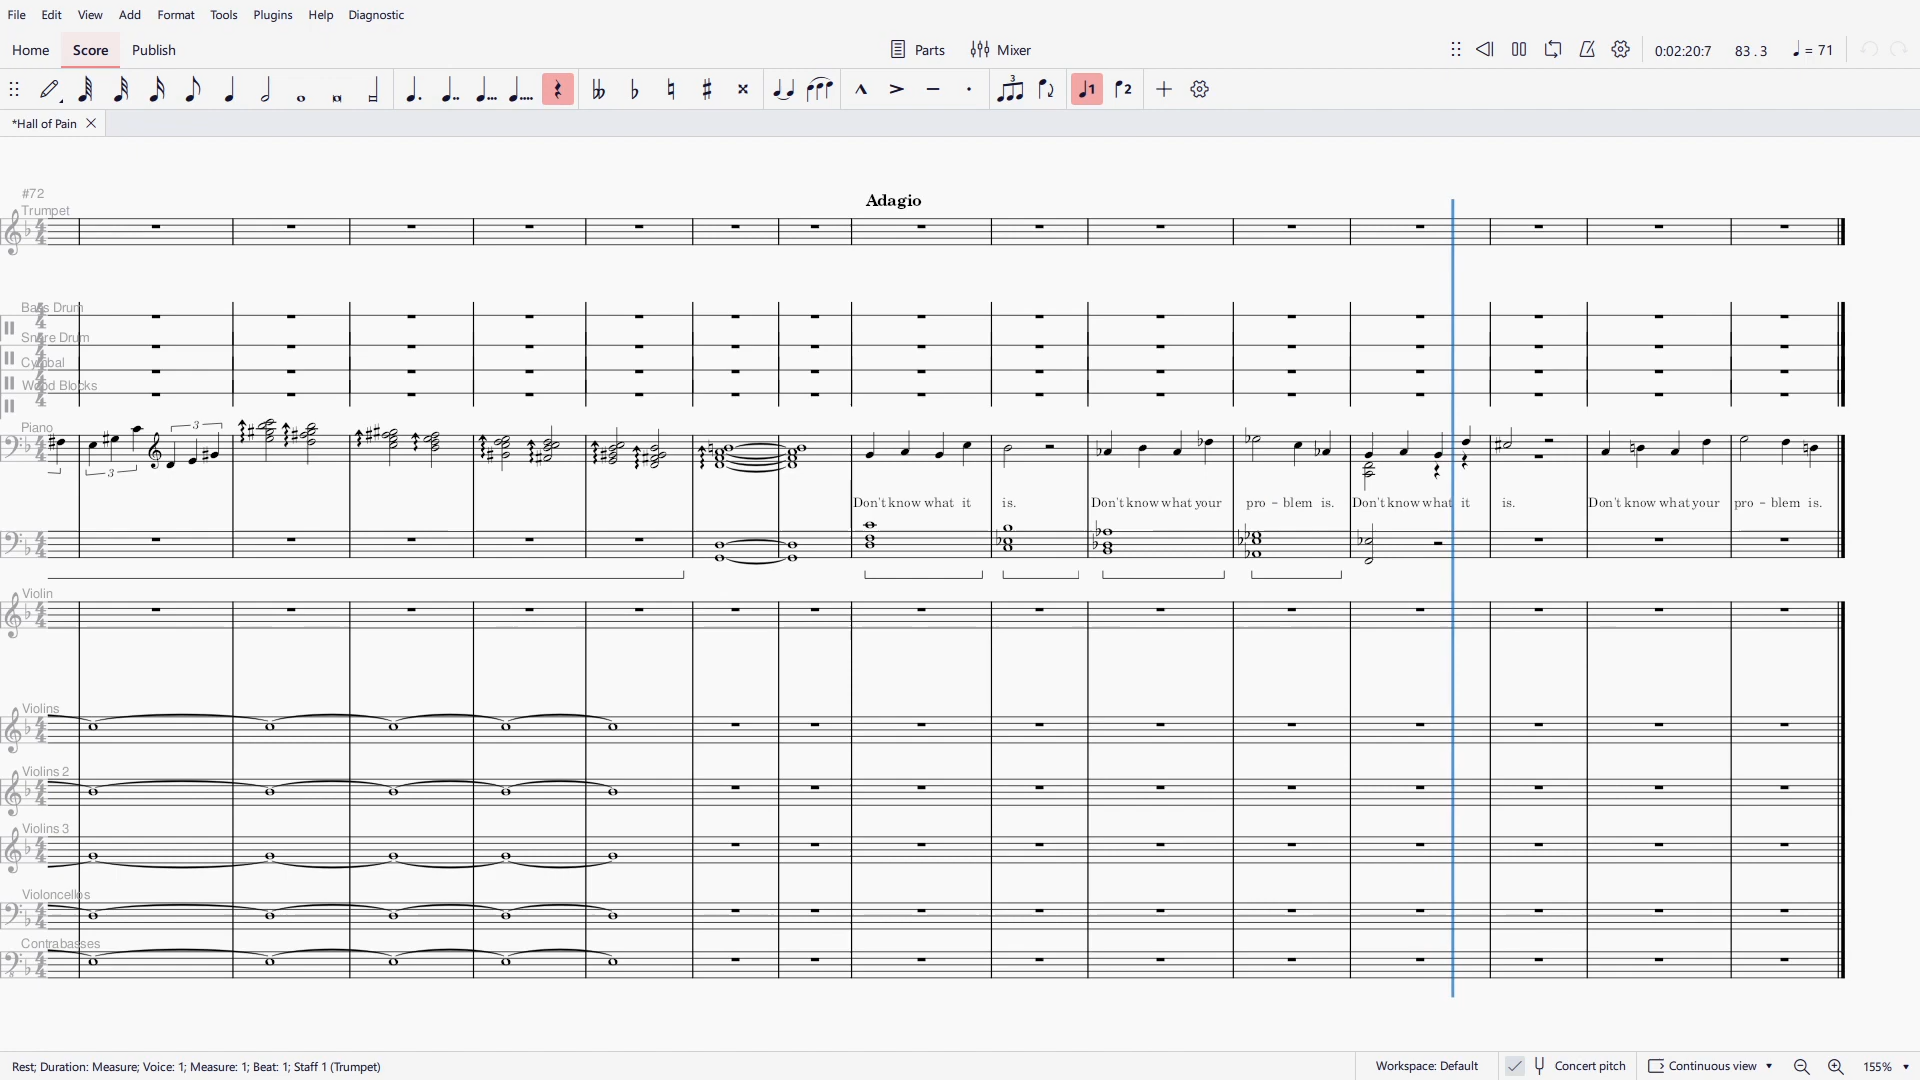 File Edit View Add Format Tools Plugins Help Diagnostic
Home Score Publish Parts Mixer 0:02:20:7 83 . 3 = 71
*Hall of Pain
#72
Adagio
Trumpet
Bass Drum
Snare Drum
Cymbal
Wood Blocks
Piano
3 3
Don't know what it is. Don't know what your pro - blem is. Don't know what it is. Don't know what your pro - blem is.
Violin
Violins
Violins 2
Violins 3
Violoncellos
Contrabasses
Rest; Duration: Measure; Voice: 1; Measure: 1; Beat: 1; Staff 1 (Trumpet) Workspace: Default Concert pitch Continuous view 155%